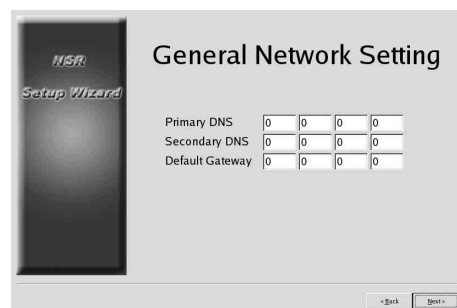 NSR
Setup Wizard
General Network Setting
Primary DNS 0 0 0 0
Secondary DNS 0 0 0 0
Default Gateway 0 0 0 0
< Back Next >